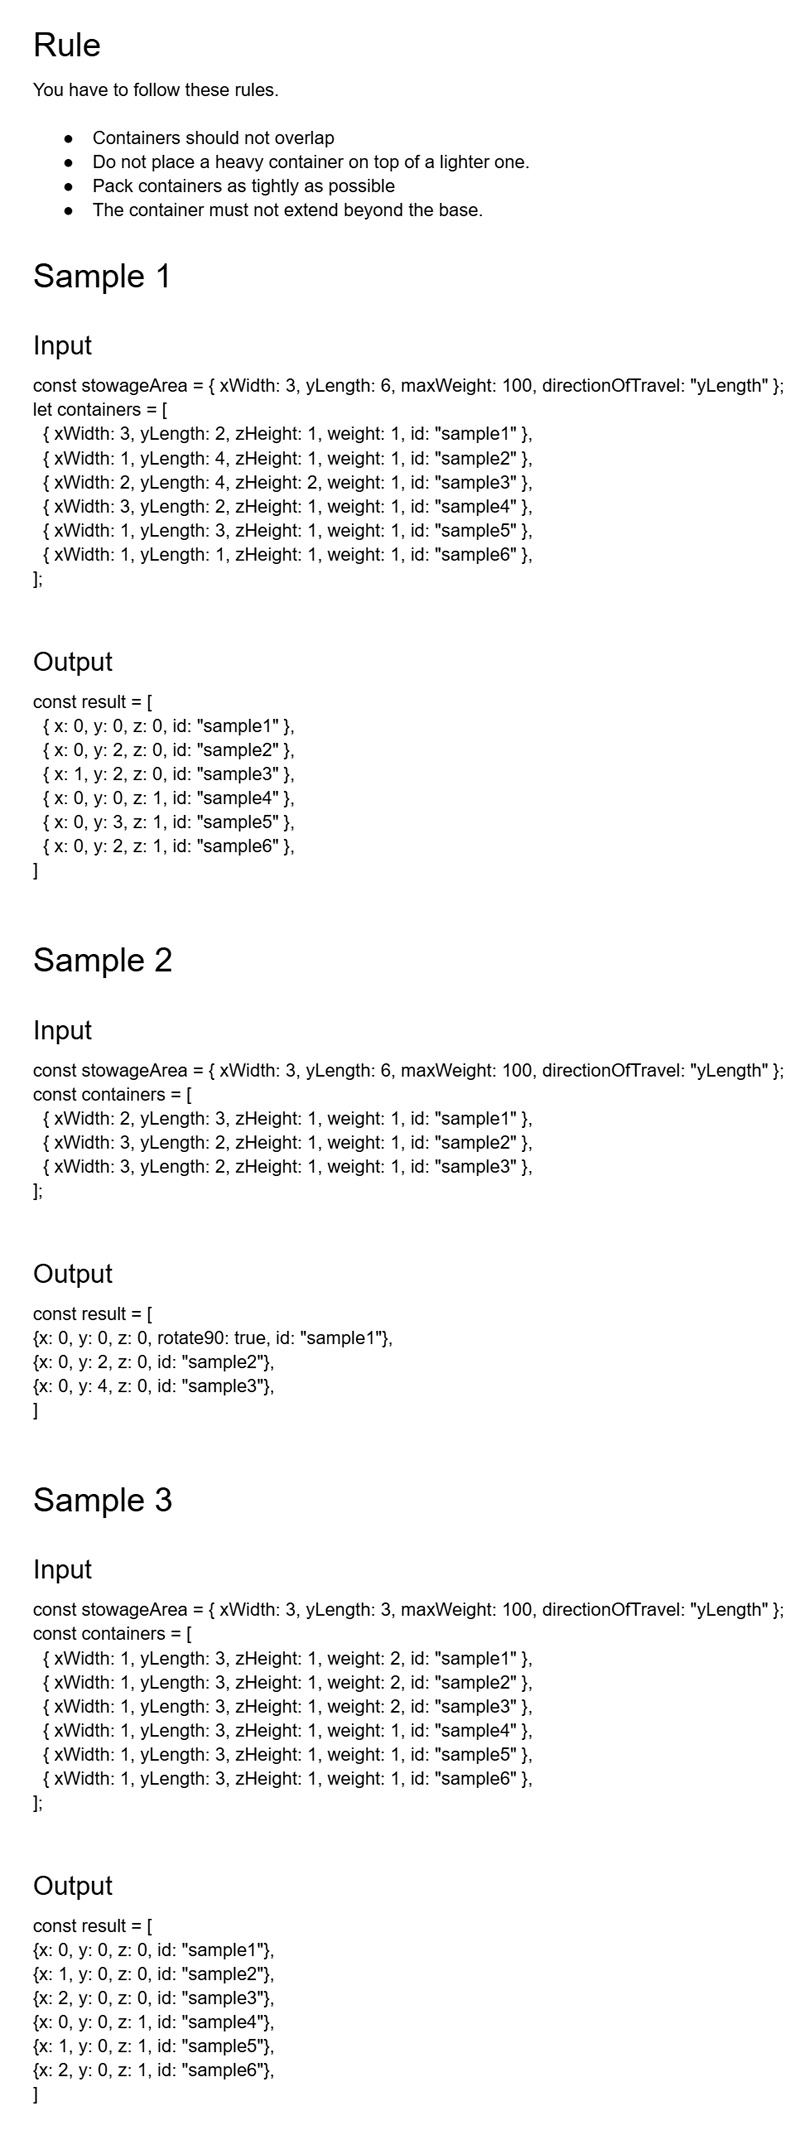 Rule
You have to follow these rules.
● Containers should not overlap
● Do not place a heavy container on top of a lighter one.
● Pack containers as tightly as possible
● The container must not extend beyond the base.
Sample 1
Input
const stowageArea = { xWidth: 3, yLength: 6, maxWeight: 100, directionOfTravel: "yLength" };
let containers = [
{ xWidth: 3, yLength: 2, zHeight: 1, weight: 1, id: "sample1" },
{ xWidth: 1, yLength: 4, zHeight: 1, weight: 1, id: "sample2" },
{ xWidth: 2, yLength: 4, zHeight: 2, weight: 1, id: "sample3" },
{ xWidth: 3, yLength: 2, zHeight: 1, weight: 1, id: "sample4" },
{ xWidth: 1, yLength: 3, zHeight: 1, weight: 1, id: "sample5" },
{ xWidth: 1, yLength: 1, zHeight: 1, weight: 1, id: "sample6" },
];
Output
const result = [
{ x: 0, y: 0, z: 0, id: "sample1" },
{ x: 0, y: 2, z: 0, id: "sample2" },
{ x: 1, y: 2, z: 0, id: "sample3" },
{ x: 0, y: 0, z: 1, id: "sample4" },
{ x: 0, y: 3, z: 1, id: "sample5" },
{ x: 0, y: 2, z: 1, id: "sample6" },
]
Sample 2
Input
const stowageArea = { xWidth: 3, yLength: 6, maxWeight: 100, directionOfTravel: "yLength" };
const containers = [
{ xWidth: 2, yLength: 3, zHeight: 1, weight: 1, id: "sample1" },
{ xWidth: 3, yLength: 2, zHeight: 1, weight: 1, id: "sample2" },
{ xWidth: 3, yLength: 2, zHeight: 1, weight: 1, id: "sample3" },
];
Output
const result = [
{x: 0, y: 0, z: 0, rotate90: true, id: "sample1"},
{x: 0, y: 2, z: 0, id: "sample2"},
{x: 0, y: 4, z: 0, id: "sample3"},
]
Sample 3
Input
const stowageArea = { xWidth: 3, yLength: 3, maxWeight: 100, directionOfTravel: "yLength" };
const containers = [
{ xWidth: 1, yLength: 3, zHeight: 1, weight: 2, id: "sample1" },
{ xWidth: 1, yLength: 3, zHeight: 1, weight: 2, id: "sample2" },
{ xWidth: 1, yLength: 3, zHeight: 1, weight: 2, id: "sample3" },
{ xWidth: 1, yLength: 3, zHeight: 1, weight: 1, id: "sample4" },
{ xWidth: 1, yLength: 3, zHeight: 1, weight: 1, id: "sample5" },
{ xWidth: 1, yLength: 3, zHeight: 1, weight: 1, id: "sample6" },
];
Output
const result = [
{x: 0, y: 0, z: 0, id: "sample1"},
{x: 1, y: 0, z: 0, id: "sample2"},
{x: 2, y: 0, z: 0, id: "sample3"},
{x: 0, y: 0, z: 1, id: "sample4"},
{x: 1, y: 0, z: 1, id: "sample5"},
{x: 2, y: 0, z: 1, id: "sample6"},
]